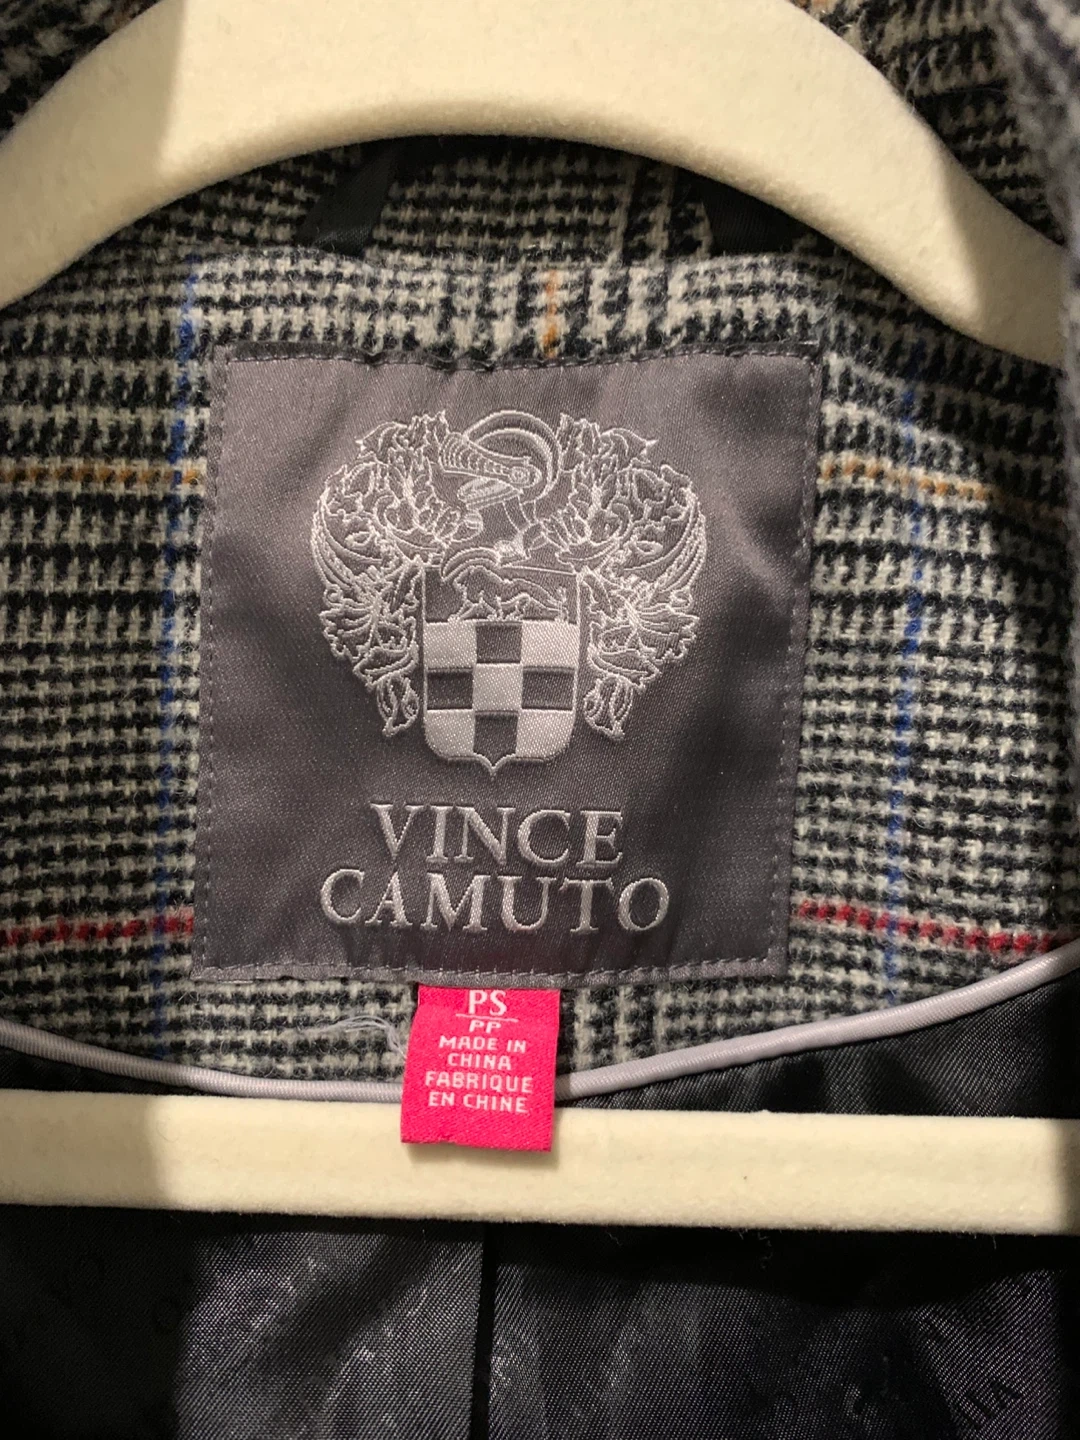 VINCE
CAMUTO
PS
PP
MADE IN
CHINA
FABRIQUE
EN CHINE